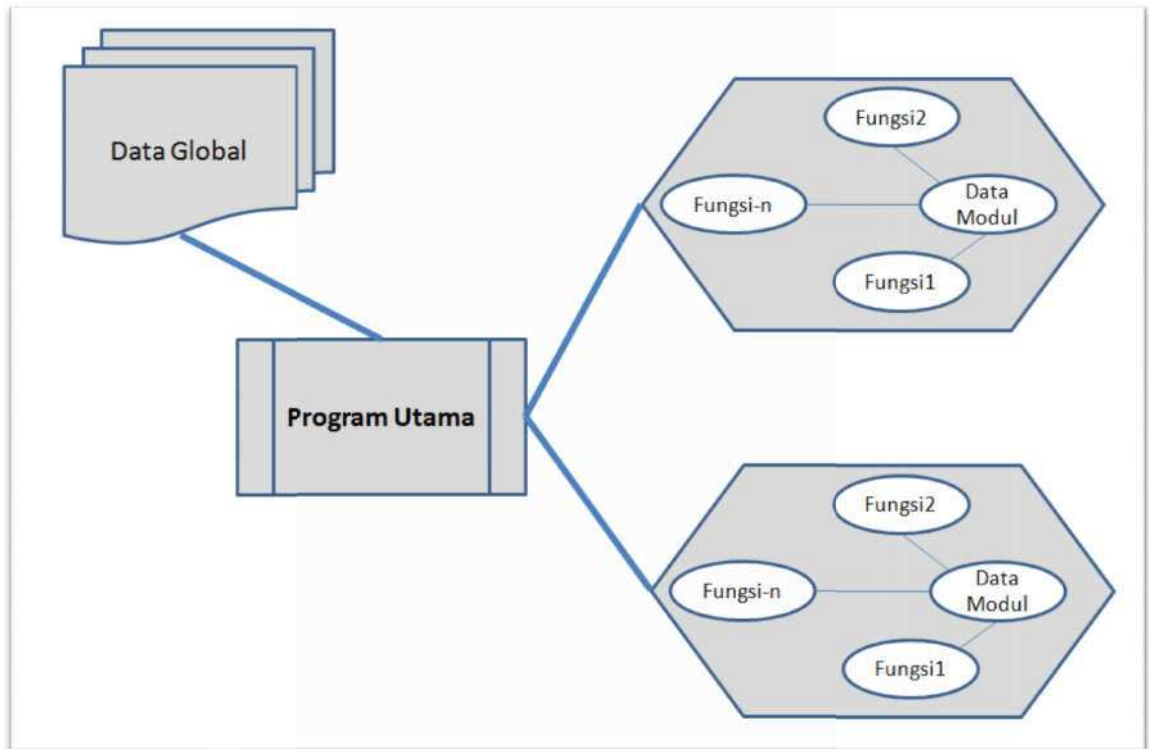 Data Global
Program Utama
Fungsi2
Fungsi-n
Data
Modul
Fungsi1
Fungsi2
Fungsi-n
Data
Modul
Fungsi1